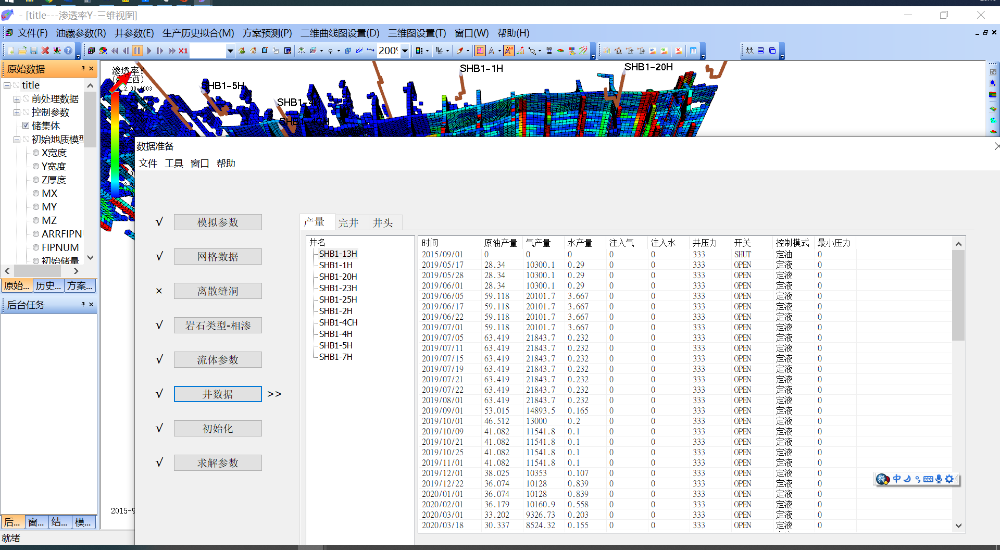 - [title---渗透率Y-三维视图]
文件(F) 油藏参数(R) 井参数(E) 生产历史拟合(M) 方案预测(P) 二维曲线图设置(D) 三维图设置(T) 窗口(W) 帮助(H)
X1 200%
原始数据
title
前处理数据
控制参数
储集体
初始地质模型
X宽度
Y宽度
Z厚度
MX
MY
MZ
ARRFIPN
FIPNUM
初始储量
原始... 历史... 方案...
后台任务
后... 窗... 结... 模...
就绪
渗透率Y
2.00e+003
SHB1-5H
SHB1-4H
SHB1-4CH
SHB1-1H
SHB1-20H
2015-9
数据准备
文件 工具 窗口 帮助
√ 模拟参数
√ 网格数据
× 离散缝洞
√ 岩石类型-相渗
√ 流体参数
√ 井数据 >>
√ 初始化
√ 求解参数
产量 完井 井头
井名
SHB1-13H
SHB1-1H
SHB1-20H
SHB1-23H
SHB1-25H
SHB1-2H
SHB1-4CH
SHB1-4H
SHB1-5H
SHB1-7H
时间 原油产量 气产量 水产量 注入气 注入水 井压力 开关 控制模式 最小压力
2015/09/01 0 0 0 0 0 333 SHUT 定油 0
2019/05/17 28.34 10300.1 0.29 0 0 333 OPEN 定液 0
2019/05/28 28.34 10300.1 0.29 0 0 333 OPEN 定液 0
2019/06/01 28.34 10300.1 0.29 0 0 333 OPEN 定液 0
2019/06/05 59.118 20101.7 3.667 0 0 333 OPEN 定液 0
2019/06/17 59.118 20101.7 3.667 0 0 333 OPEN 定液 0
2019/06/22 59.118 20101.7 3.667 0 0 333 OPEN 定液 0
2019/07/01 59.118 20101.7 3.667 0 0 333 OPEN 定液 0
2019/07/05 63.419 21843.7 0.232 0 0 333 OPEN 定液 0
2019/07/11 63.419 21843.7 0.232 0 0 333 OPEN 定液 0
2019/07/15 63.419 21843.7 0.232 0 0 333 OPEN 定液 0
2019/07/19 63.419 21843.7 0.232 0 0 333 OPEN 定液 0
2019/07/21 63.419 21843.7 0.232 0 0 333 OPEN 定液 0
2019/07/22 63.419 21843.7 0.232 0 0 333 OPEN 定液 0
2019/08/01 63.419 21843.7 0.232 0 0 333 OPEN 定液 0
2019/09/01 53.015 14893.5 0.165 0 0 333 OPEN 定液 0
2019/10/01 46.512 13000 0.2 0 0 333 OPEN 定液 0
2019/10/09 41.082 11541.8 0.1 0 0 333 OPEN 定液 0
2019/10/21 41.082 11541.8 0.1 0 0 333 OPEN 定液 0
2019/10/25 41.082 11541.8 0.1 0 0 333 OPEN 定液 0
2019/11/01 41.082 11541.8 0.1 0 0 333 OPEN 定液 0
2019/12/01 38.025 10353 0.107 0 0 333 OPEN 定液 0
2019/12/22 36.074 10128 0.839 0 0 333 OPEN 定液 0
2020/01/01 36.074 10128 0.839 0 0 333 OPEN 定液 0
2020/02/01 36.179 10160.9 0.558 0 0 333 OPEN 定液 0
2020/03/01 33.202 9326.73 0.203 0 0 333 OPEN 定液 0
2020/03/18 30.337 8524.32 0.155 0 0 333 OPEN 定液 0
中